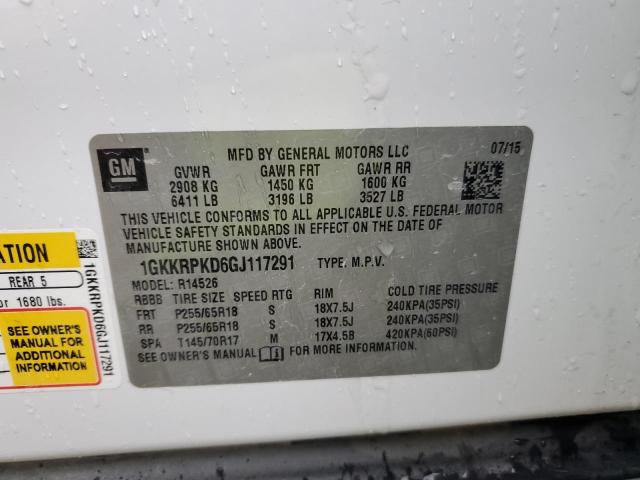 GM
MFD BY GENERAL MOTORS LLC
07/15
GVWR GAWR FRT GAWR RR
2908 KG 1450 KG 1600 KG
6411 LB 3196 LB 3527 LB
THIS VEHICLE CONFORMS TO ALL APPLICABLE U.S. FEDERAL MOTOR
VEHICLE SAFETY STANDARDS IN EFFECT ON THE DATE OF
MANUFACTURE SHOWN ABOVE.
1GKKRPKD6GJ117291 TYPE: M.P.V.
MODEL: R14526
RBBB TIRE SIZE SPEED RTG RIM COLD TIRE PRESSURE
FRT P255/65R18 S 18X7.5J 240KPA(35PSI)
RR P255/65R18 S 18X7.5J 240KPA(35PSI)
SPA T145/70R17 M 17X4.5B 420KPA(60PSI)
SEE OWNER'S MANUAL FOR MORE INFORMATION.
REAR 5
or 1680 lbs.
SEE OWNER'S
MANUAL FOR
ADDITIONAL
INFORMATION
1GKKRPKD6GJ117291